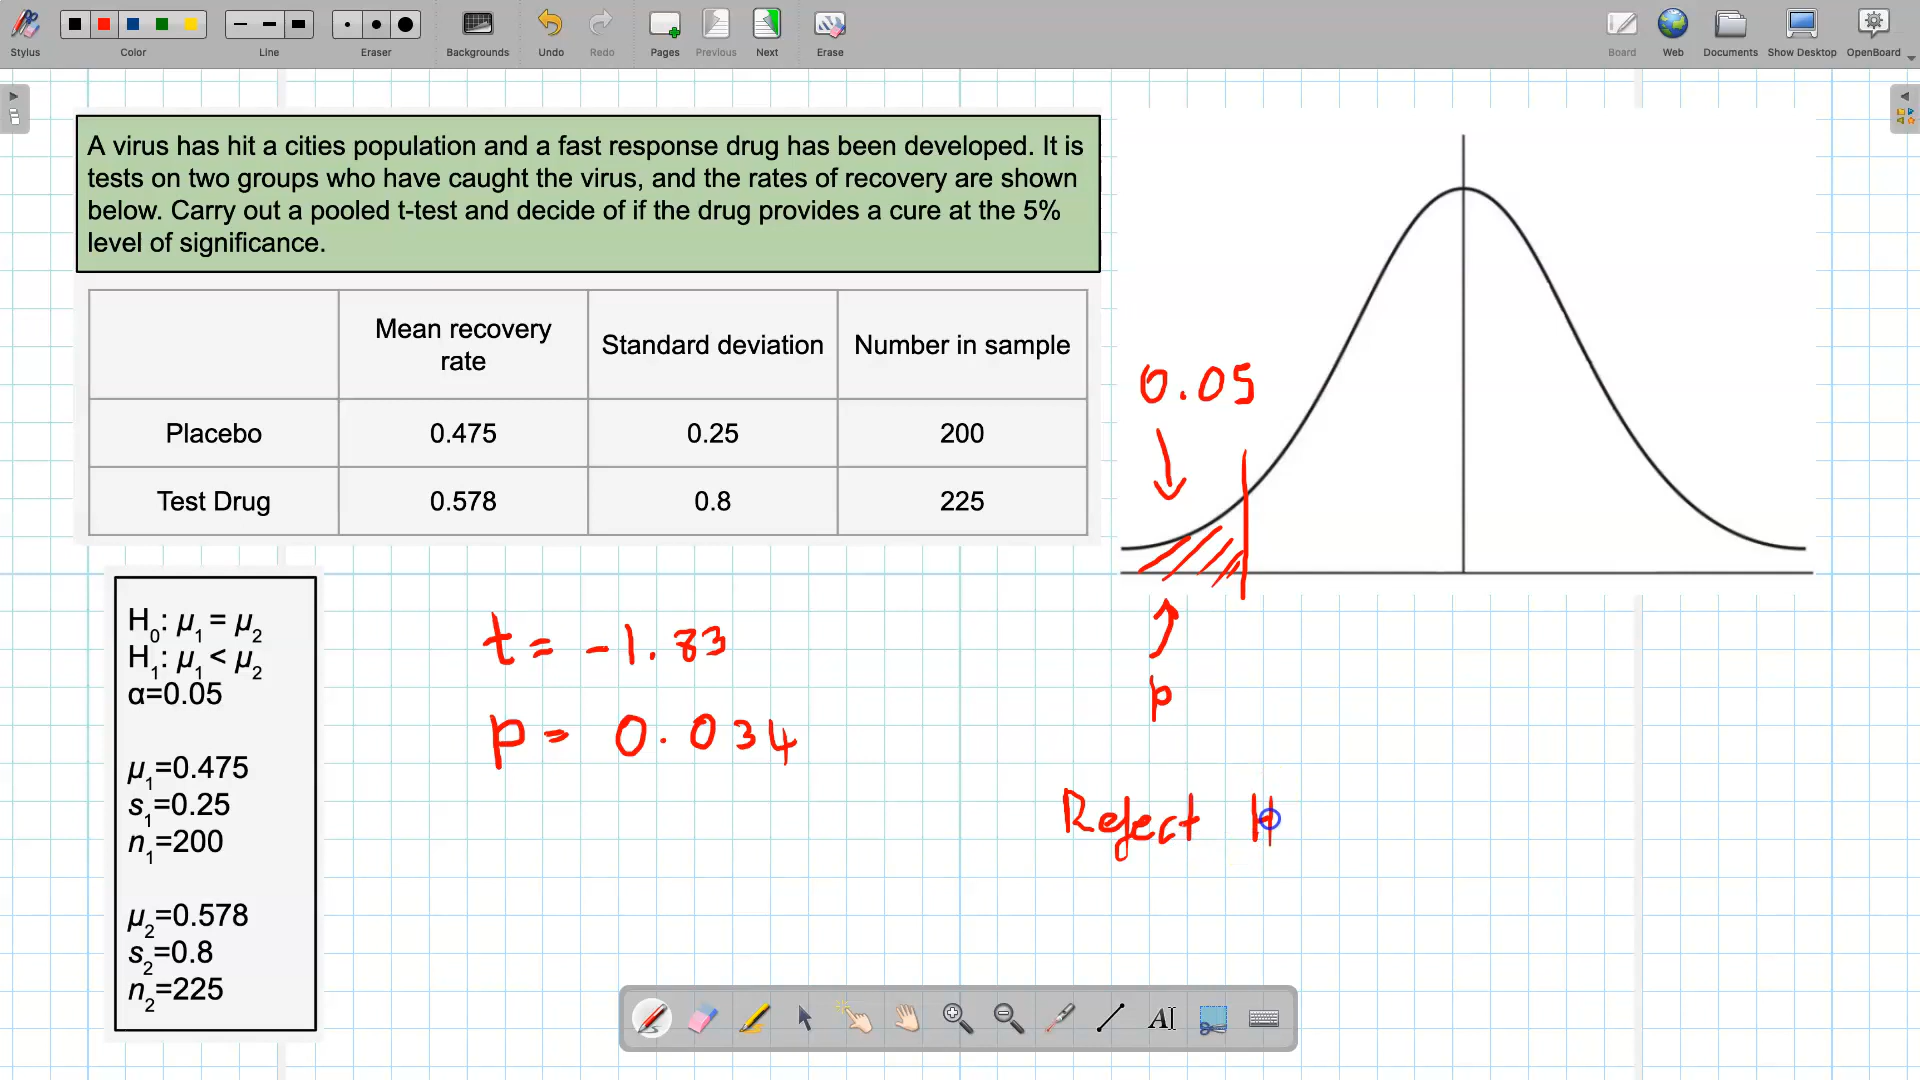 Stylus
Color
Line
Eraser
Backgrounds
Undo
Redo
Pages
Previous
Next
Erase
Board
Web
Documents
Show Desktop
OpenBoard
A virus has hit a cities population and a fast response drug has been developed. It is
tests on two groups who have caught the virus, and the rates of recovery are shown
below. Carry out a pooled t-test and decide of if the drug provides a cure at the 5%
level of significance.
Mean recovery
rate
Standard deviation
Number in sample
Placebo
0.475
0.25
200
Test Drug
0.578
0.8
225
0.05
p
H₀: μ₁ = μ₂
H₁: μ₁ < μ₂
α=0.05
μ₁=0.475
s₁=0.25
n₁=200
μ₂=0.578
s₂=0.8
n₂=225
t = -1.83
p = 0.034
Reject H
AI